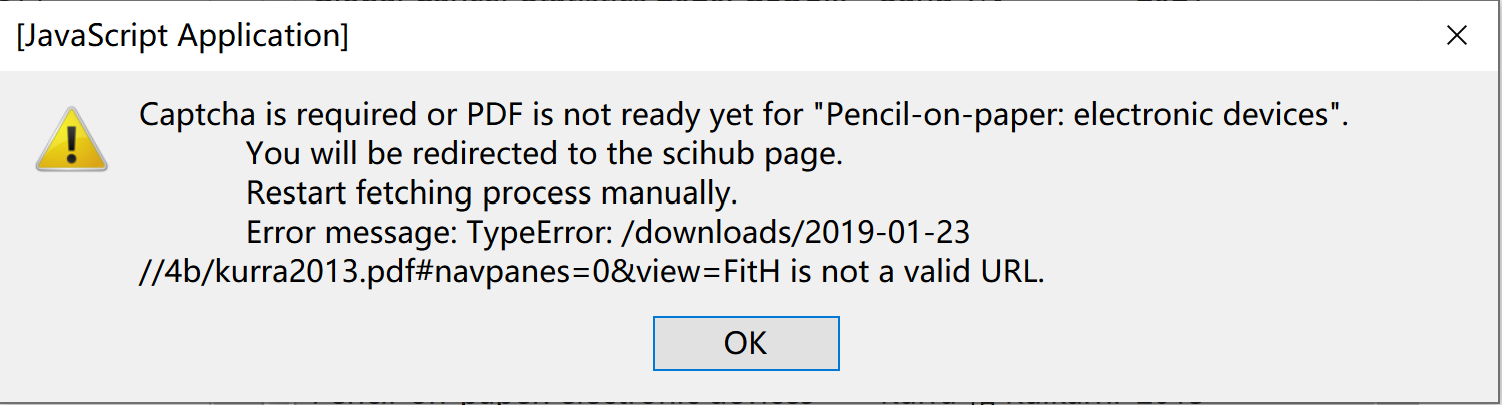 [JavaScript Application]
Captcha is required or PDF is not ready yet for "Pencil-on-paper: electronic devices".
You will be redirected to the scihub page.
Restart fetching process manually.
Error message: TypeError: /downloads/2019-01-23
//4b/kurra2013.pdf#navpanes=0&view=FitH is not a valid URL.
OK